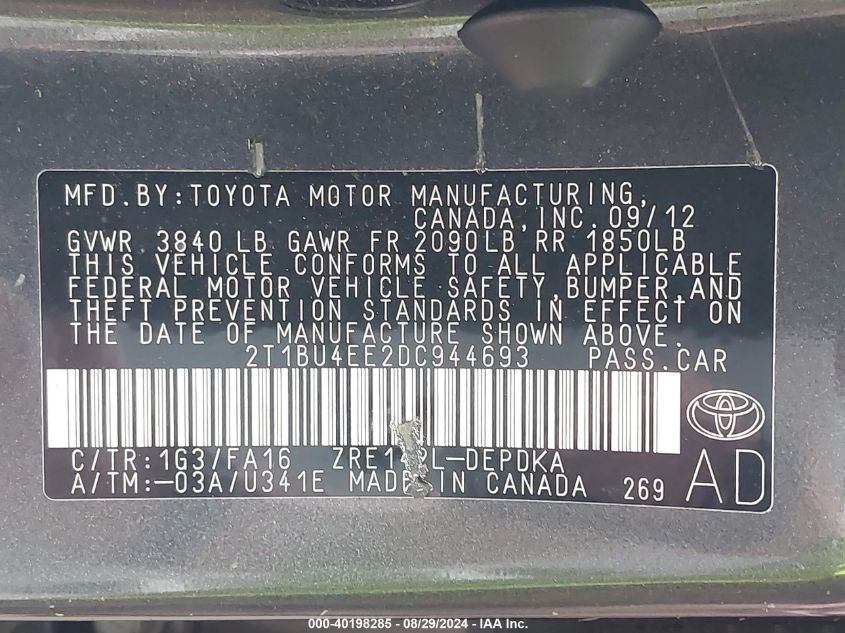 MFD.BY:TOYOTA MOTOR MANUFACTURING,
CANADA,INC. 09/12
GVWR 3840 LB GAWR FR 2090LB RR 1850LB
THIS VEHICLE CONFORMS TO ALL APPLICABLE
FEDERAL MOTOR VEHICLE SAFETY,BUMPER,AND
THEFT PREVENTION STANDARDS IN EFFECT ON
THE DATE OF MANUFACTURE SHOWN ABOVE.
2T1BU4EE2DC944693 PASS.CAR
C/TR:1G3/FA16
A/TM:-03A/U341E MADE IN CANADA 269 AD
000-40198285 - 08/29/2024 - IAA Inc.